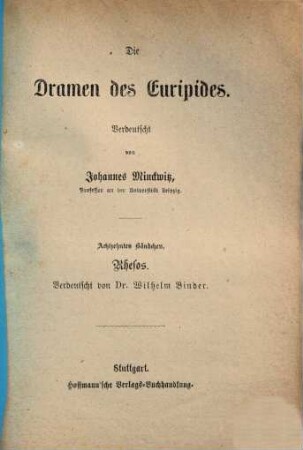 Die
Dramen des Euripides.
Verdeutscht
von
Johannes Minckwitz,
Professor an der Universität Leipzig.
Achtzehntes Bändchen.
Rhesos.
Verdeutscht von Dr. Wilhelm Binder.
Stuttgart.
Hoffmann'sche Verlags-Buchhandlung.